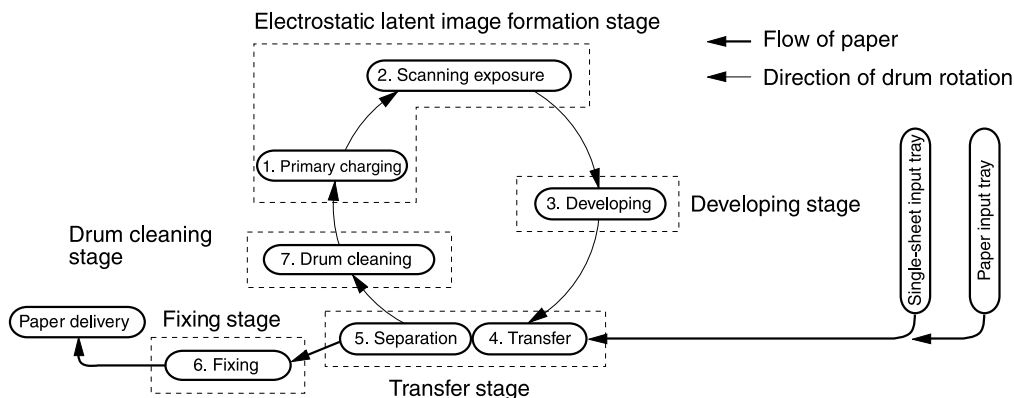 Electrostatic latent image formation stage
2. Scanning exposure
Flow of paper
Direction of drum rotation
1. Primary charging
3. Developing
Developing stage
Single-sheet input tray
Paper input tray
Drum cleaning
stage
7. Drum cleaning
Paper delivery
Fixing stage
5. Separation
4. Transfer
6. Fixing
Transfer stage